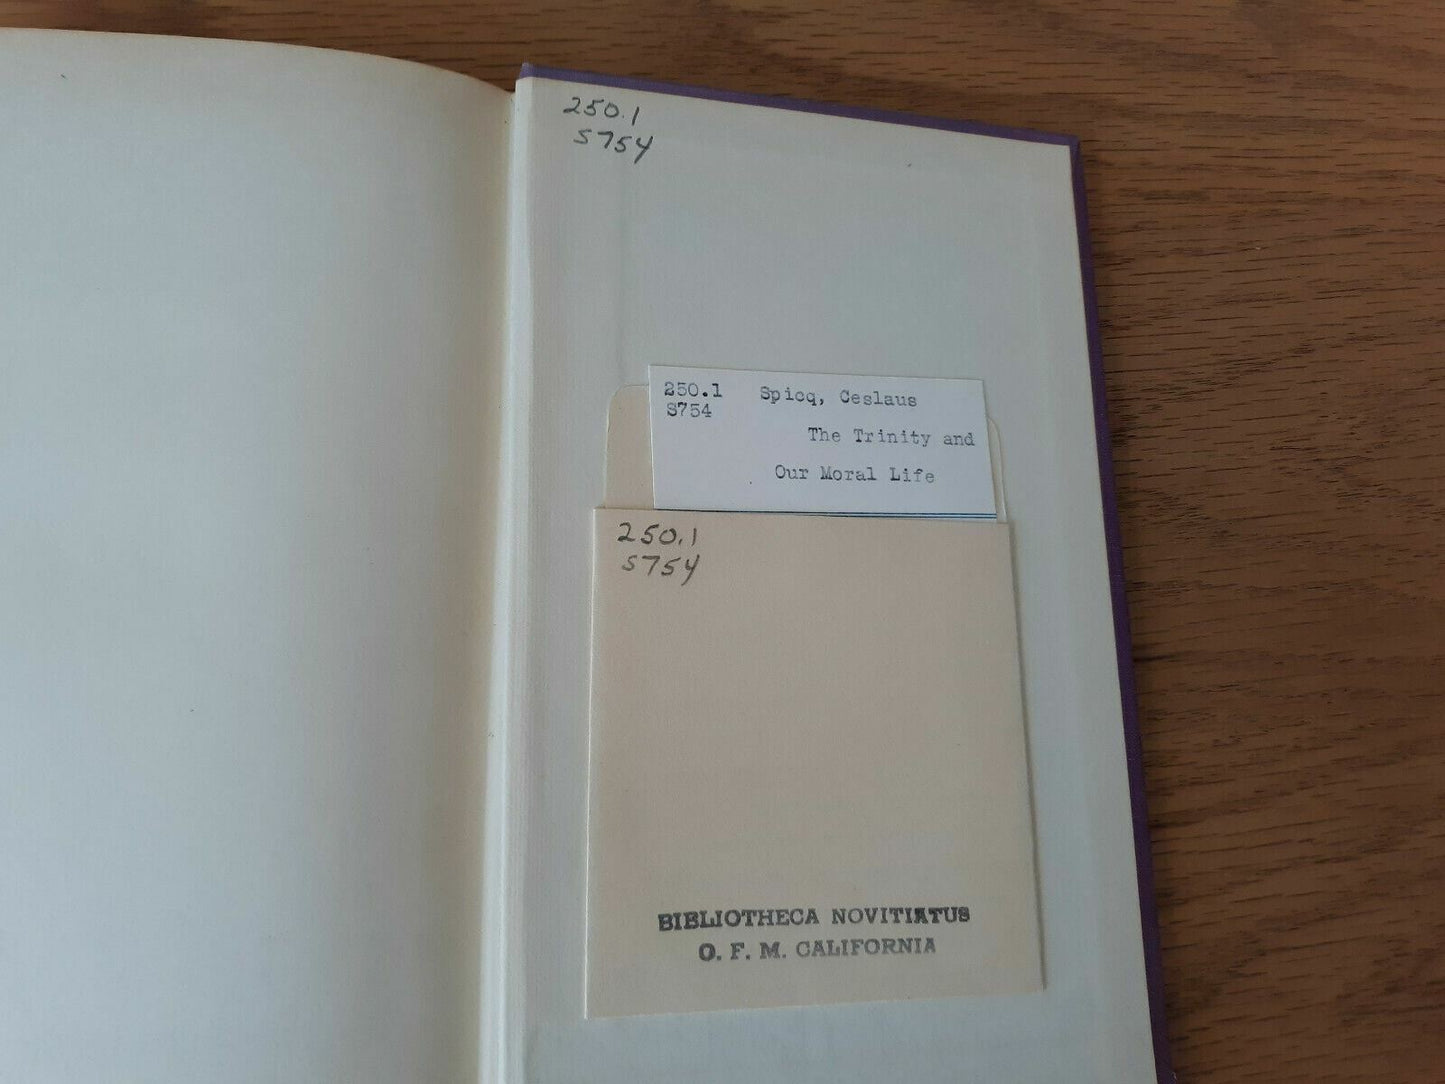 250.1
S754
250.1 Spicq, Ceslaus
S754
The Trinity and
Our Moral Life
250.1
S754
BIBLIOTHECA NOVITIATUS
O. F. M. CALIFORNIA